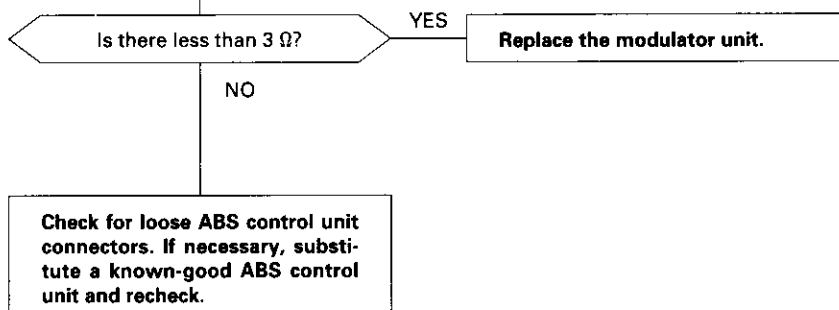 Is there less than 3 Ω?
YES
Replace the modulator unit.
NO
Check for loose ABS control unit
connectors. If necessary, substi-
tute a known-good ABS control
unit and recheck.